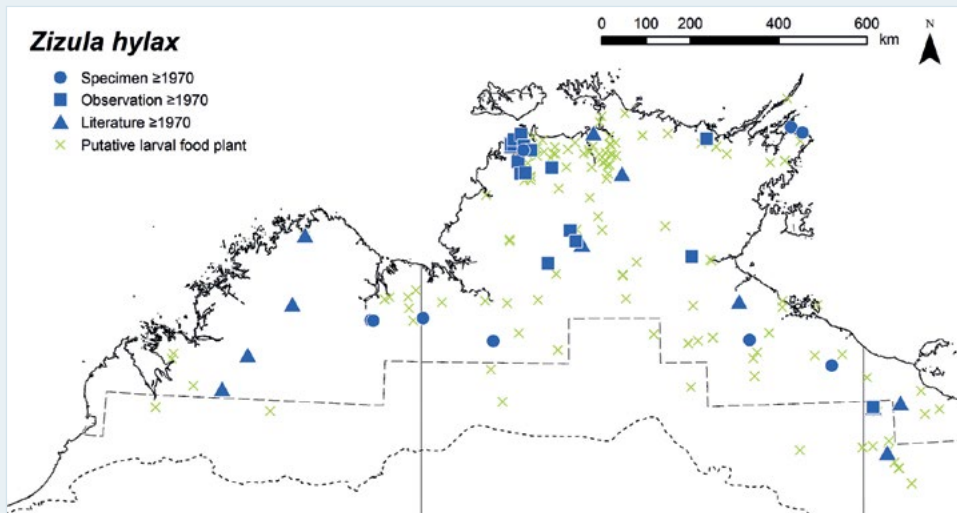 Zizula hylax
Specimen ≥1970
Observation ≥1970
Literature ≥1970
Putative larval food plant
0 100 200 400 600
km
N